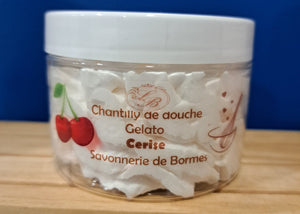 Chantilly de douche
Gelato
Cerise
Savonnerie de Bormes